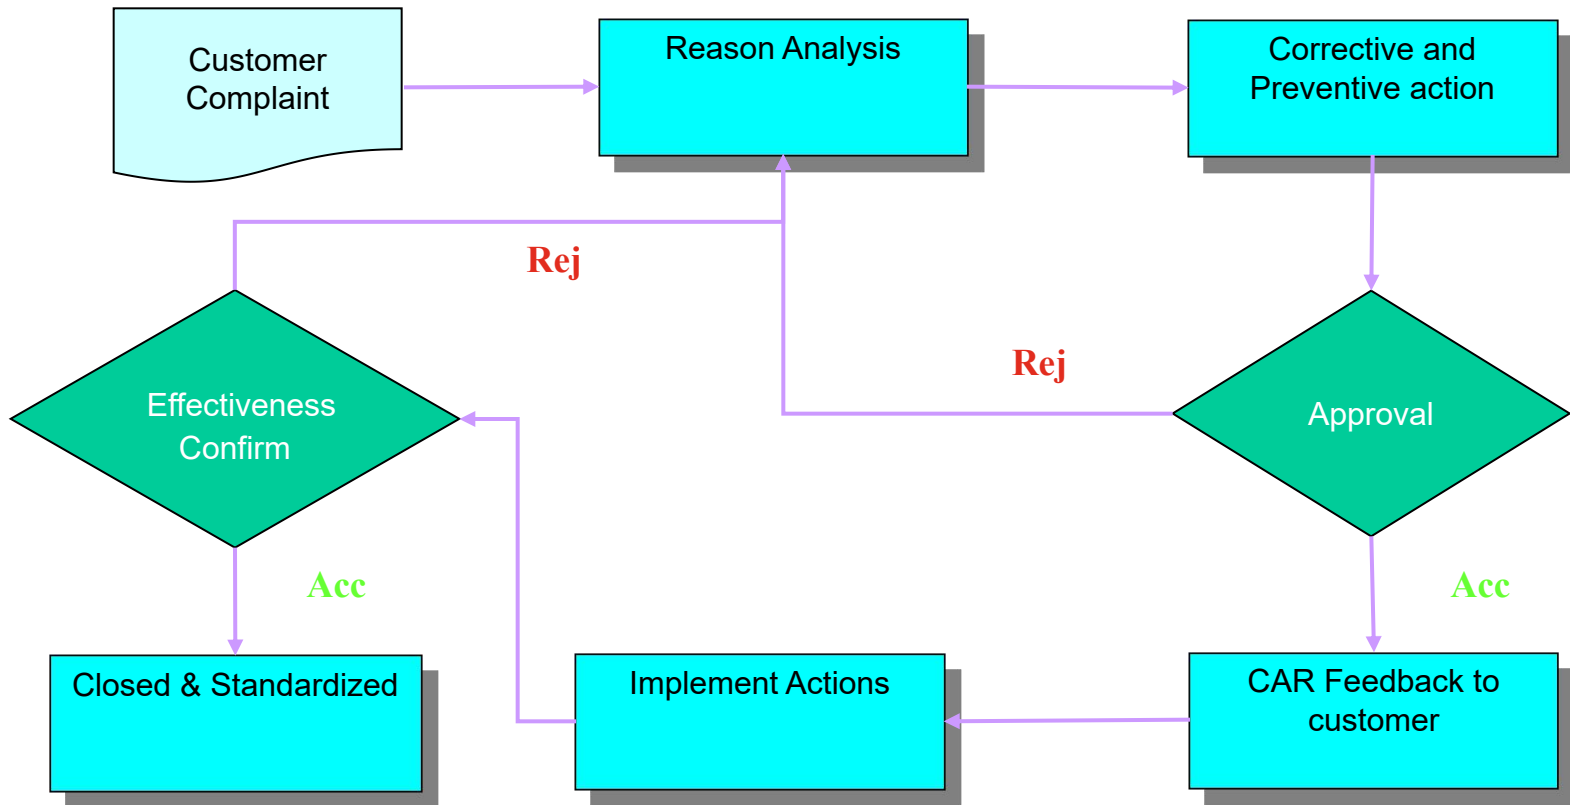 Customer
Complaint
Reason Analysis
Corrective and
Preventive action
Rej
Rej
Effectiveness
Confirm
Approval
Acc
Acc
Closed & Standardized
Implement Actions
CAR Feedback to
customer